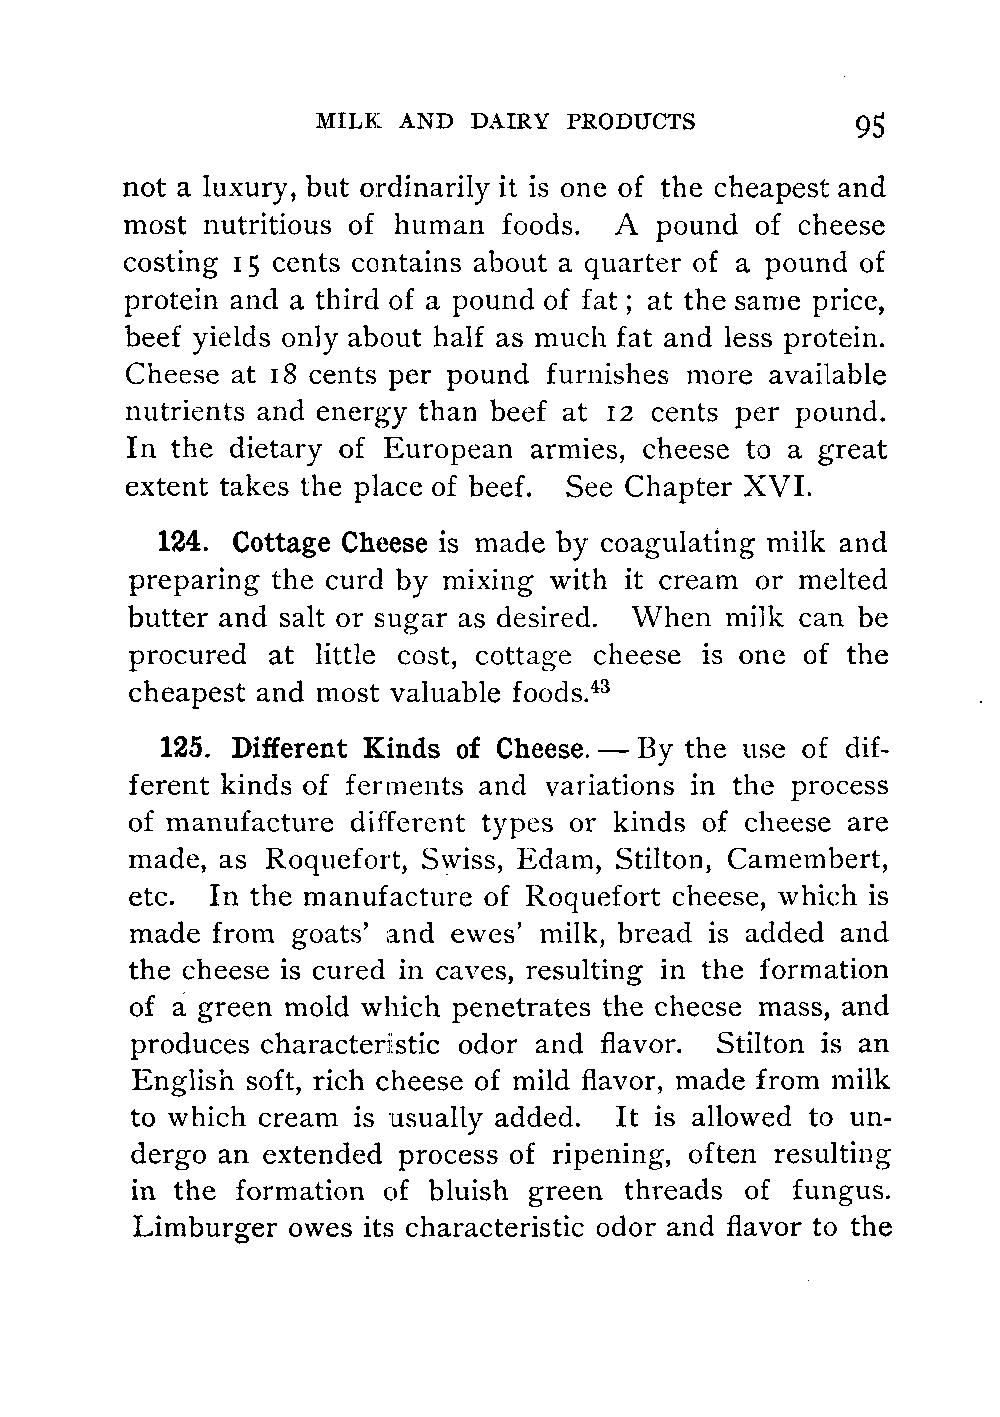 MILK AND DAIRY PRODUCTS 95
not a luxury, but ordinarily it is one of the cheapest and
most nutritious of human foods. A pound of cheese
costing 15 cents contains about a quarter of a pound of
protein and a third of a pound of fat; at the same price,
beef yields only about half as much fat and less protein.
Cheese at 18 cents per pound furnishes more available
nutrients and energy than beef at 12 cents per pound.
In the dietary of European armies, cheese to a great
extent takes the place of beef. See Chapter XVI.
124. Cottage Cheese is made by coagulating milk and
preparing the curd by mixing with it cream or melted
butter and salt or sugar as desired. When milk can be
procured at little cost, cottage cheese is one of the
cheapest and most valuable foods.⁴³
125. Different Kinds of Cheese. — By the use of dif-
ferent kinds of ferments and variations in the process
of manufacture different types or kinds of cheese are
made, as Roquefort, Swiss, Edam, Stilton, Camembert,
etc. In the manufacture of Roquefort cheese, which is
made from goats' and ewes' milk, bread is added and
the cheese is cured in caves, resulting in the formation
of a green mold which penetrates the cheese mass, and
produces characteristic odor and flavor. Stilton is an
English soft, rich cheese of mild flavor, made from milk
to which cream is usually added. It is allowed to un-
dergo an extended process of ripening, often resulting
in the formation of bluish green threads of fungus.
Limburger owes its characteristic odor and flavor to the